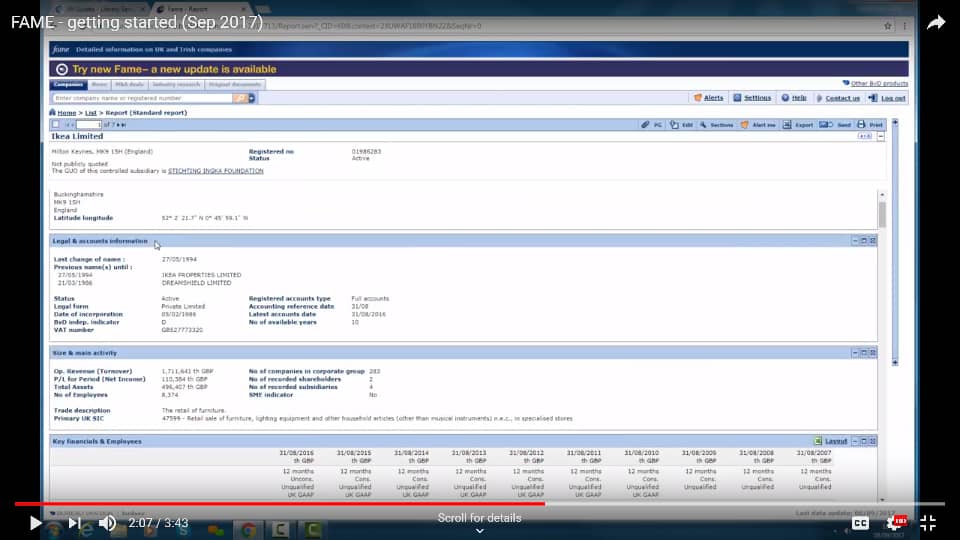 FAME - getting started (Sep 2017)
Fame - Report
fame Detailed information on UK and Irish companies
Try new Fame– a new update is available
Companies Home M&A deals Industry research Original documents
Other BvD products
Enter company name or registered number
Alerts Settings Help Contact us Log out
Home > List > Report (Standard report)
1 of 7 PG Edit Sections Alert me Export Send Print
Ikea Limited
Milton Keynes, MK9 1SH (England) Registered no 01986283
Status Active
Not publicly quoted
The GUO of this controlled subsidiary is STICHTING INGKA FOUNDATION
Buckinghamshire
MK9 1SH
England
Latitude longitude 52° 2' 21.7" N 0° 45' 59.1" N
Legal & accounts information
Last change of name : 27/05/1994
Previous name(s) until :
27/05/1994 IKEA PROPERTIES LIMITED
21/03/1986 DREAMSHIELD LIMITED
Status Active Registered accounts type Full accounts
Legal form Private Limited Accounting reference date 31/08
Date of incorporation 05/02/1986 Latest accounts date 31/08/2016
BvD indep. indicator D No of available years 10
VAT number GB527773320
Size & main activity
Op. Revenue (Turnover) 1,711,641 th GBP No of companies in corporate group 283
P/L for Period (Net Income) 110,384 th GBP No of recorded shareholders 2
Total Assets 496,407 th GBP No of recorded subsidiaries 4
No of Employees 8,374 SME indicator No
Trade description The retail of furniture.
Primary UK SIC 47599 - Retail sale of furniture, lighting equipment and other household articles (other than musical instruments) n.e.c., in specialised stores
Key financials & Employees Layout
31/08/2016 31/08/2015 31/08/2014 31/08/2013 31/08/2012 31/08/2011 31/08/2010 31/08/2009 31/08/2008 31/08/2007
th GBP th GBP th GBP th GBP th GBP th GBP th GBP th GBP th GBP th GBP
12 months 12 months 12 months 12 months 12 months 12 months 12 months 12 months 12 months 12 months
Uncons. Cons. Cons. Cons. Cons. Cons. Cons. Cons. Cons. Cons.
Unqualified Unqualified Unqualified Unqualified Unqualified Unqualified Unqualified Unqualified Unqualified Unqualified
UK GAAP UK GAAP UK GAAP UK GAAP UK GAAP UK GAAP UK GAAP UK GAAP UK GAAP UK GAAP
2:07 / 3:43
Scroll for details
CC HD